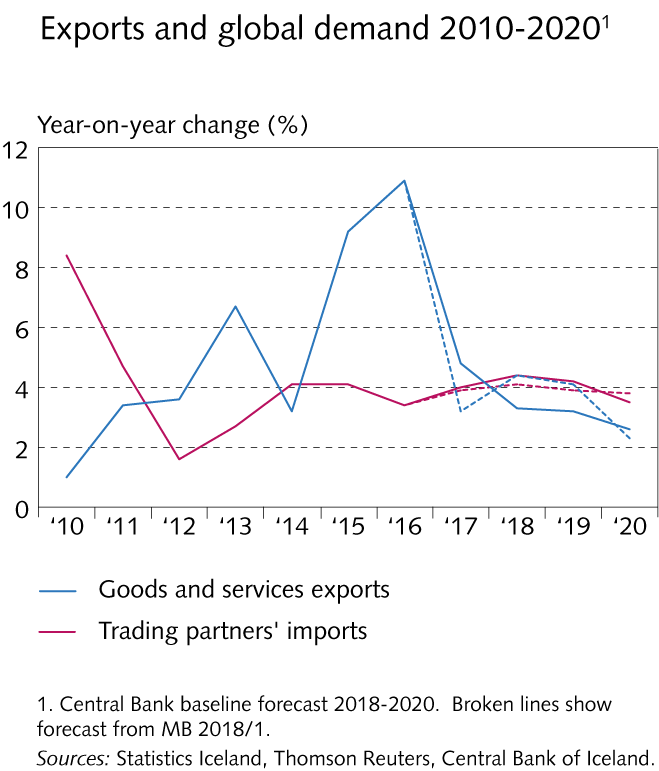 Exports and global demand 2010-2020¹
Year-on-year change (%)
12
10
8
6
4
2
0
‘10 ‘11 ‘12 ‘13 ‘14 ‘15 ‘16 ‘17 ‘18 ‘19 ‘20
Goods and services exports
Trading partners' imports
1. Central Bank baseline forecast 2018-2020.  Broken lines show
forecast from MB 2018/1.
Sources: Statistics Iceland, Thomson Reuters, Central Bank of Iceland.